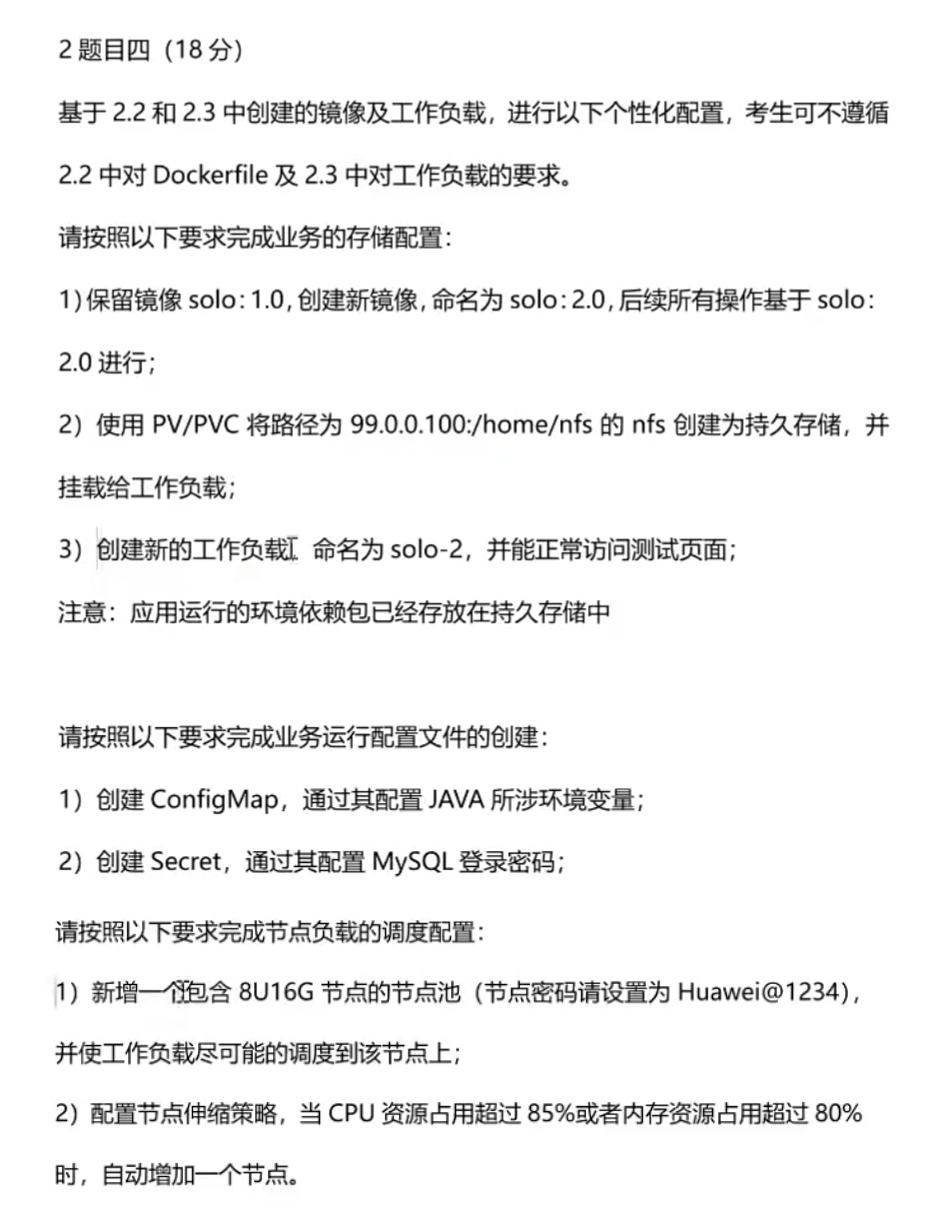 2 题目四（18 分）
基于 2.2 和 2.3 中创建的镜像及工作负载，进行以下个性化配置，考生可不遵循
2.2 中对 Dockerfile 及 2.3 中对工作负载的要求。
请按照以下要求完成业务的存储配置：
1）保留镜像 solo：1.0，创建新镜像，命名为 solo：2.0，后续所有操作基于 solo：
2.0 进行；
2）使用 PV/PVC 将路径为 99.0.0.100:/home/nfs 的 nfs 创建为持久存储，并
挂载给工作负载；
3）创建新的工作负载，命名为 solo-2，并能正常访问测试页面；
注意：应用运行的环境依赖包已经存放在持久存储中
请按照以下要求完成业务运行配置文件的创建：
1）创建 ConfigMap，通过其配置 JAVA 所涉环境变量；
2）创建 Secret，通过其配置 MySQL 登录密码；
请按照以下要求完成节点负载的调度配置：
1）新增一个包含 8U16G 节点的节点池（节点密码请设置为 Huawei@1234），
并使工作负载尽可能的调度到该节点上；
2）配置节点伸缩策略，当 CPU 资源占用超过 85%或者内存资源占用超过 80%
时，自动增加一个节点。